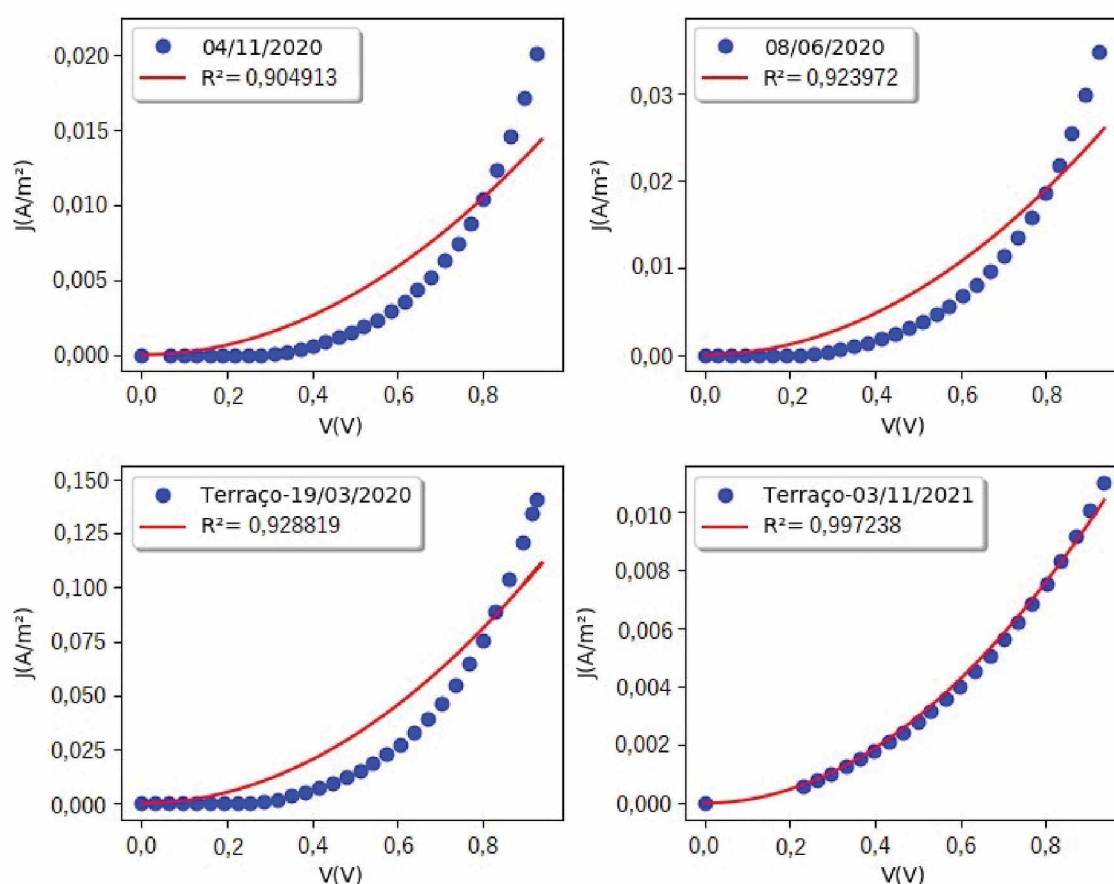 04/11/2020
R²= 0,904913
0,020
0,015
0,010
0,005
0,000
J(A/m²)
0,0 0,2 0,4 0,6 0,8
V(V)
08/06/2020
R²= 0,923972
0,03
0,02
0,01
0,00
J(A/m²)
0,0 0,2 0,4 0,6 0,8
V(V)
Terraço-19/03/2020
R²= 0,928819
0,150
0,125
0,100
0,075
0,050
0,025
0,000
J(A/m²)
0,0 0,2 0,4 0,6 0,8
V(V)
Terraço-03/11/2021
R²= 0,997238
0,010
0,008
0,006
0,004
0,002
0,000
J(A/m²)
0,0 0,2 0,4 0,6 0,8
V(V)